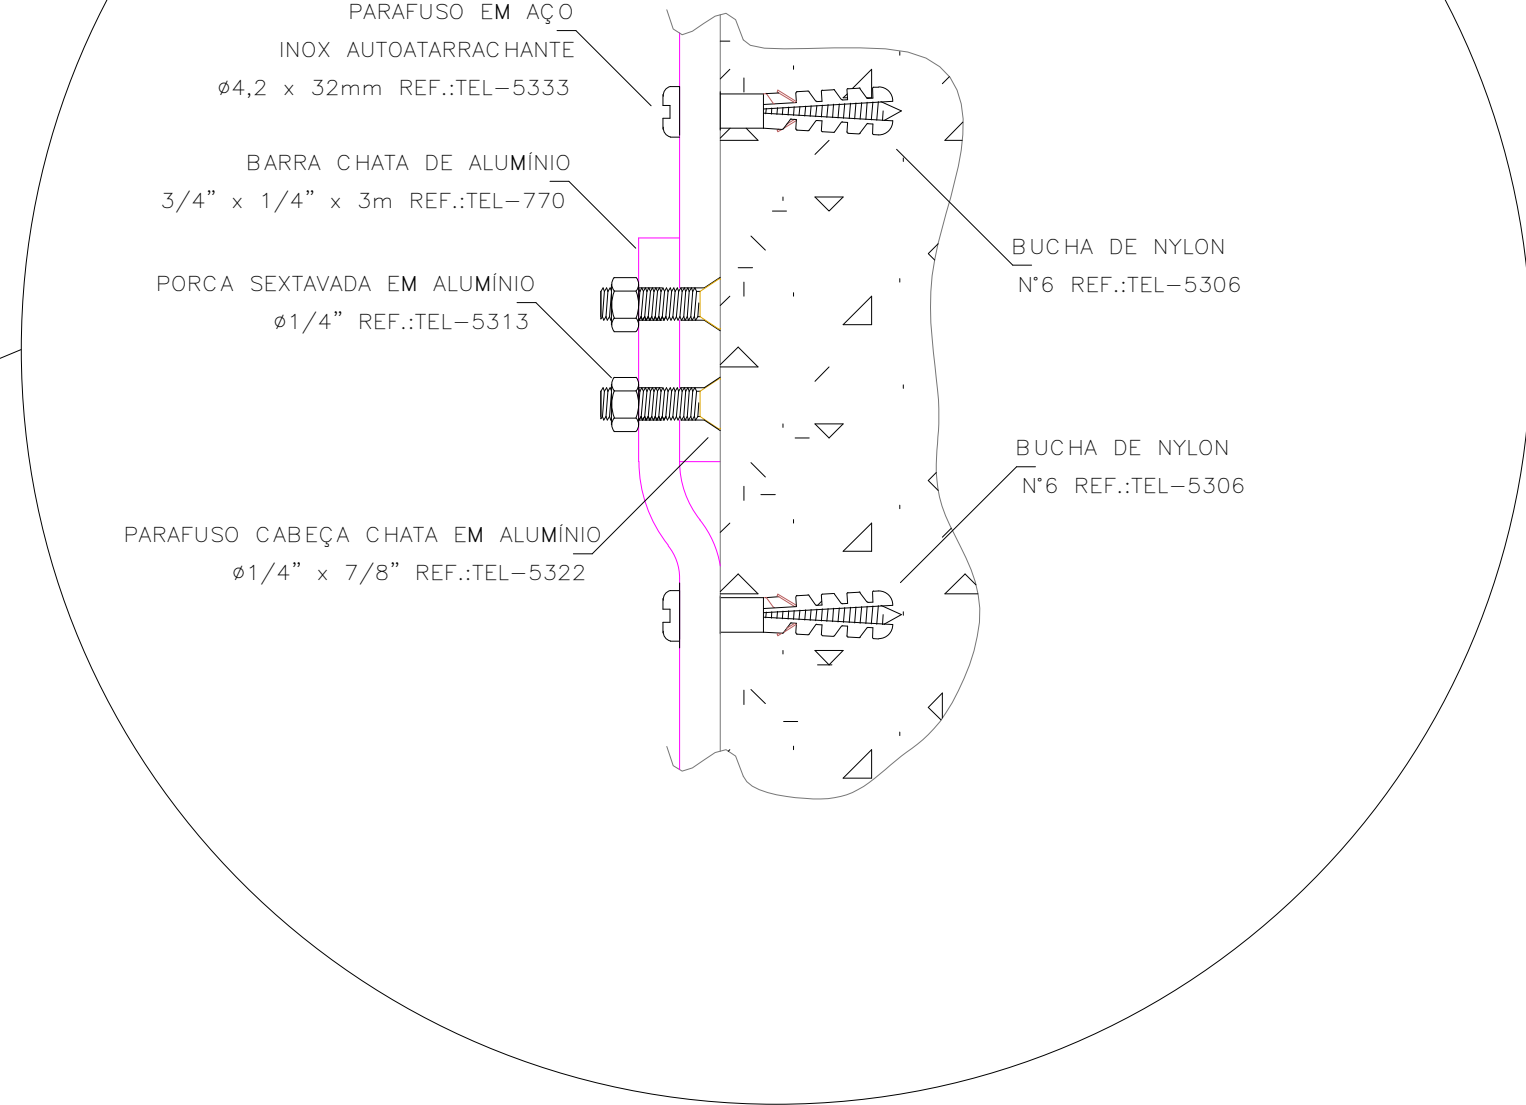 PARAFUSO EM AÇO
INOX AUTOATARRACHANTE
ø4,2 x 32mm REF.:TEL-5333
BARRA CHATA DE ALUMÍNIO
3/4" x 1/4" x 3m REF.:TEL-770
PORCA SEXTAVADA EM ALUMÍNIO
ø1/4" REF.:TEL-5313
PARAFUSO CABEÇA CHATA EM ALUMÍNIO
ø1/4" x 7/8" REF.:TEL-5322
BUCHA DE NYLON
N°6 REF.:TEL-5306
BUCHA DE NYLON
N°6 REF.:TEL-5306